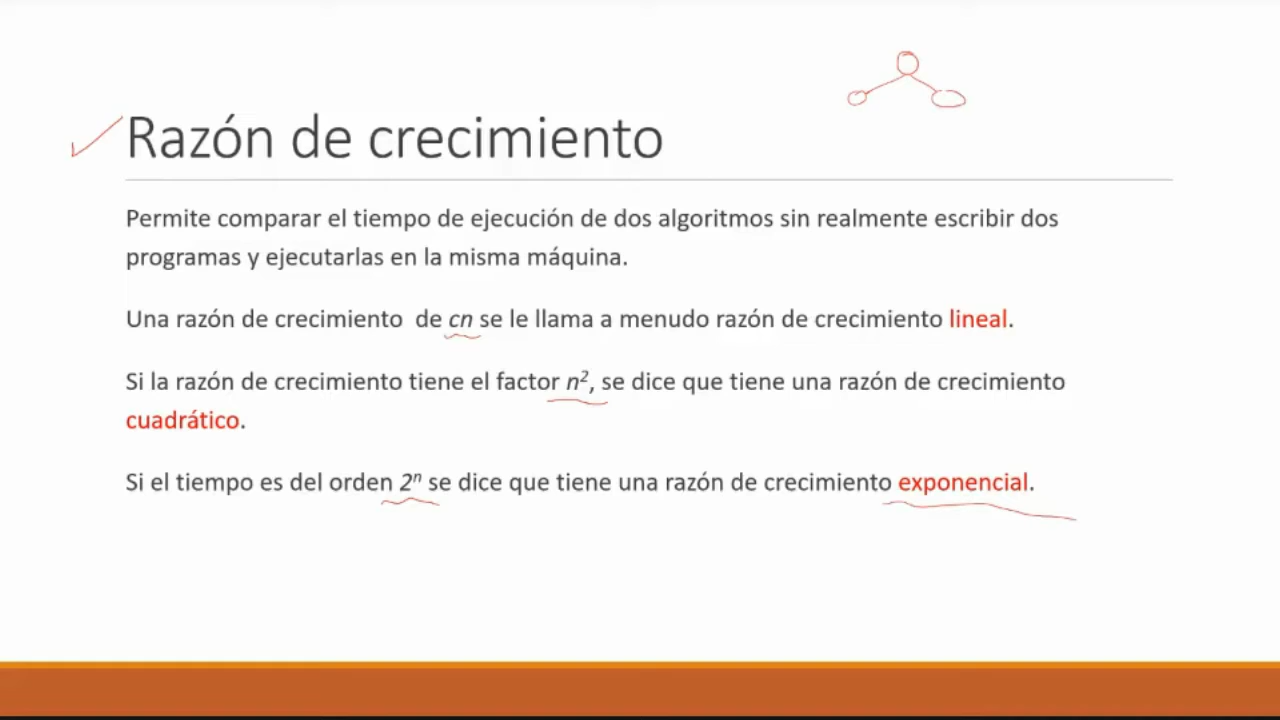 Razón de crecimiento
Permite comparar el tiempo de ejecución de dos algoritmos sin realmente escribir dos
programas y ejecutarlas en la misma máquina.
Una razón de crecimiento de cn se le llama a menudo razón de crecimiento lineal.
Si la razón de crecimiento tiene el factor n², se dice que tiene una razón de crecimiento
cuadrático.
Si el tiempo es del orden 2ⁿ se dice que tiene una razón de crecimiento exponencial.